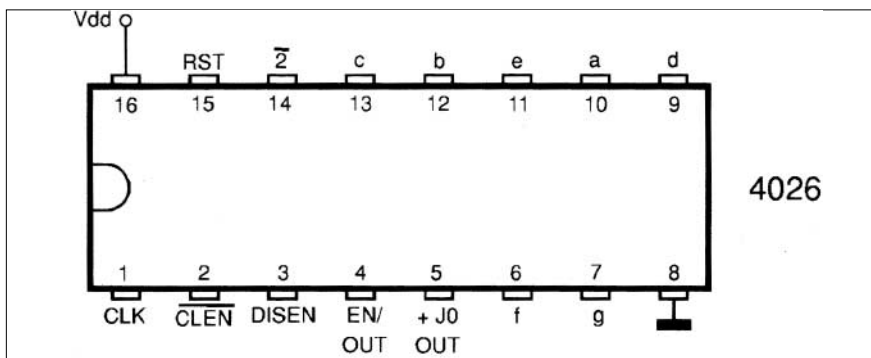 Vdd
RST 2̅ c b e a d
16 15 14 13 12 11 10 9
4026
1 2 3 4 5 6 7 8
CLK C̅L̅E̅N̅ DISEN EN/ + J0 f g
OUT OUT